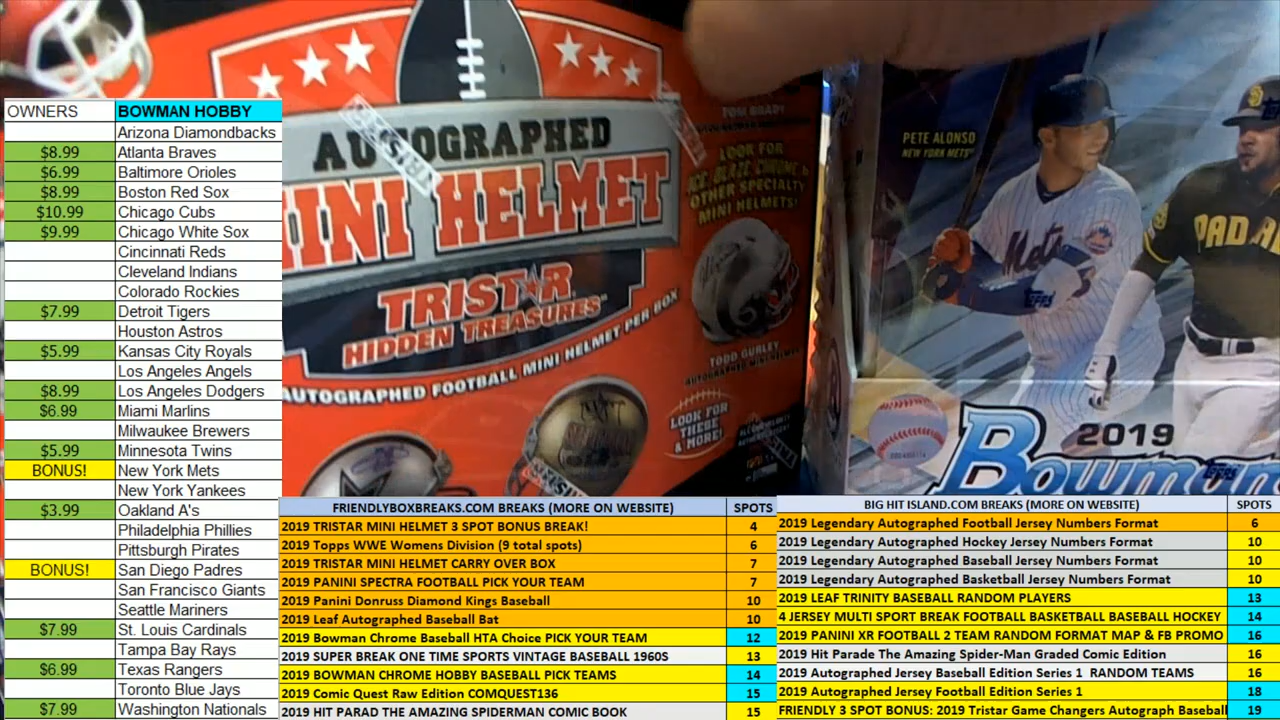 OWNERS BOWMAN HOBBY
Arizona Diamondbacks
$8.99 Atlanta Braves
$6.99 Baltimore Orioles
$8.99 Boston Red Sox
$10.99 Chicago Cubs
$9.99 Chicago White Sox
Cincinnati Reds
Cleveland Indians
Colorado Rockies
$7.99 Detroit Tigers
Houston Astros
$5.99 Kansas City Royals
Los Angeles Angels
$8.99 Los Angeles Dodgers
$6.99 Miami Marlins
Milwaukee Brewers
$5.99 Minnesota Twins
BONUS! New York Mets
New York Yankees
$3.99 Oakland A's
Philadelphia Phillies
Pittsburgh Pirates
BONUS! San Diego Padres
San Francisco Giants
Seattle Mariners
$7.99 St. Louis Cardinals
Tampa Bay Rays
$6.99 Texas Rangers
Toronto Blue Jays
$7.99 Washington Nationals
AUTOGRAPHED
MINI HELMET
TRISTAR
HIDDEN TREASURES
AUTOGRAPHED FOOTBALL MINI HELMET PER BOX
TOM BRADY
LOOK FOR
ICE, BLAZE, CHROME &
OTHER SPECIALTY
MINI HELMETS!
TODD GURLEY
AUTOGRAPHED MINI HELMET
LOOK FOR
THESE
& MORE!
PETE ALONSO
NEW YORK METS
Mets
PADR
2019
Bowman
TOPPS
FRIENDLYBOXBREAKS.COM BREAKS (MORE ON WEBSITE) SPOTS
2019 TRISTAR MINI HELMET 3 SPOT BONUS BREAK! 4
2019 Topps WWE Womens Division (9 total spots) 6
2019 TRISTAR MINI HELMET CARRY OVER BOX 7
2019 PANINI SPECTRA FOOTBALL PICK YOUR TEAM 7
2019 Panini Donruss Diamond Kings Baseball 10
2019 Leaf Autographed Baseball Bat 10
2019 Bowman Chrome Baseball HTA Choice PICK YOUR TEAM 12
2019 SUPER BREAK ONE TIME SPORTS VINTAGE BASEBALL 1960S 13
2019 BOWMAN CHROME HOBBY BASEBALL PICK TEAMS 14
2019 Comic Quest Raw Edition COMQUEST136 15
2019 HIT PARAD THE AMAZING SPIDERMAN COMIC BOOK 15
BIG HIT ISLAND.COM BREAKS (MORE ON WEBSITE) SPOTS
2019 Legendary Autographed Football Jersey Numbers Format 6
2019 Legendary Autographed Hockey Jersey Numbers Format 10
2019 Legendary Autographed Baseball Jersey Numbers Format 10
2019 Legendary Autographed Basketball Jersey Numbers Format 10
2019 LEAF TRINITY BASEBALL RANDOM PLAYERS 13
4 JERSEY MULTI SPORT BREAK FOOTBALL BASKETBALL BASEBALL HOCKEY 14
2019 PANINI XR FOOTBALL 2 TEAM RANDOM FORMAT MAP & FB PROMO 16
2019 Hit Parade The Amazing Spider-Man Graded Comic Edition 16
2019 Autographed Jersey Baseball Edition Series 1 RANDOM TEAMS 16
2019 Autographed Jersey Football Edition Series 1 18
FRIENDLY 3 SPOT BONUS: 2019 Tristar Game Changers Autograph Baseball 19